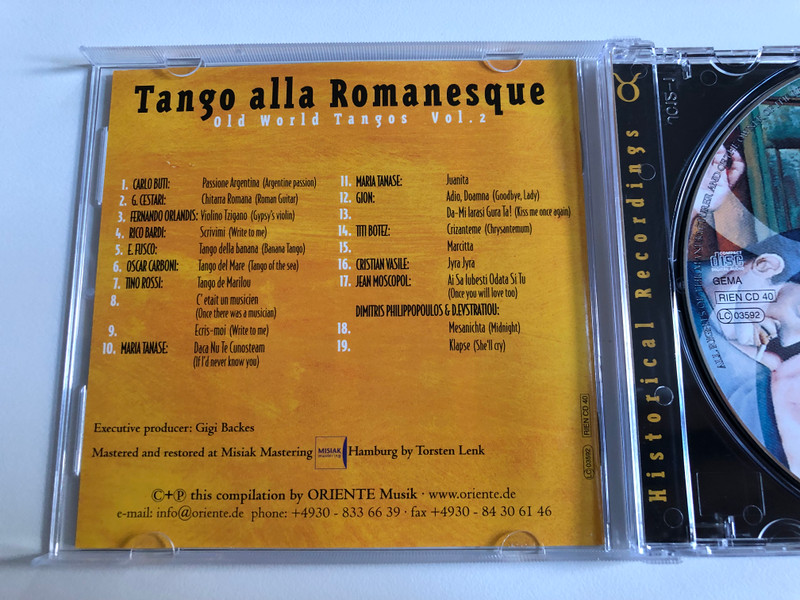 Tango alla Romanesque
Old World Tangos Vol.2
1. CARLO BUTI: Passione Argentina (Argentine passion)
2. G. CESTARI: Chitarra Romana (Roman Guitar)
3. FERNANDO ORLANDIS: Violino Tzigano (Gypsy's violin)
4. RICO BARDI: Scrivimi (Write to me)
5. E. FUSCO: Tango della banana (Banana Tango)
6. OSCAR CARBONI: Tango del Mare (Tango of the sea)
7. TINO ROSSI: Tango de Marilou
8. C' etait un musicien
(Once there was a musician)
9. Ecris-moi (Write to me)
10. MARIA TANASE: Daca Nu Te Cunosteam
(If I'd never know you)
11. MARIA TANASE: Juanita
12. GION: Adio, Doamna (Goodbye, Lady)
13. Da-Mi Iarasi Gura Ta! (Kiss me once again)
14. TITI BOTEZ: Crizanteme (Chrysantemum)
15. Marcitta
16. CRISTIAN VASILE: Jyra Jyra
17. JEAN MOSCOPOL: Ai Sa Iubesti Odata Si Tu
(Once you will love too)
DIMITRIS PHILIPPOPOULOS & D.EVSTRATIOU:
18. Mesanichta (Midnight)
19. Klapse (She'll cry)
Executive producer: Gigi Backes
Mastered and restored at Misiak Mastering MISIAK Hamburg by Torsten Lenk
©+℗ this compilation by ORIENTE Musik · www.oriente.de
e-mail: info@oriente.de phone: +4930 - 833 66 39 · fax +4930 - 84 30 61 46
LC 03592 RIEN CD 40
Historical Recordings
COMPACT
disc
DIGITAL AUDIO
GEMA
RIEN CD 40
LC 03592